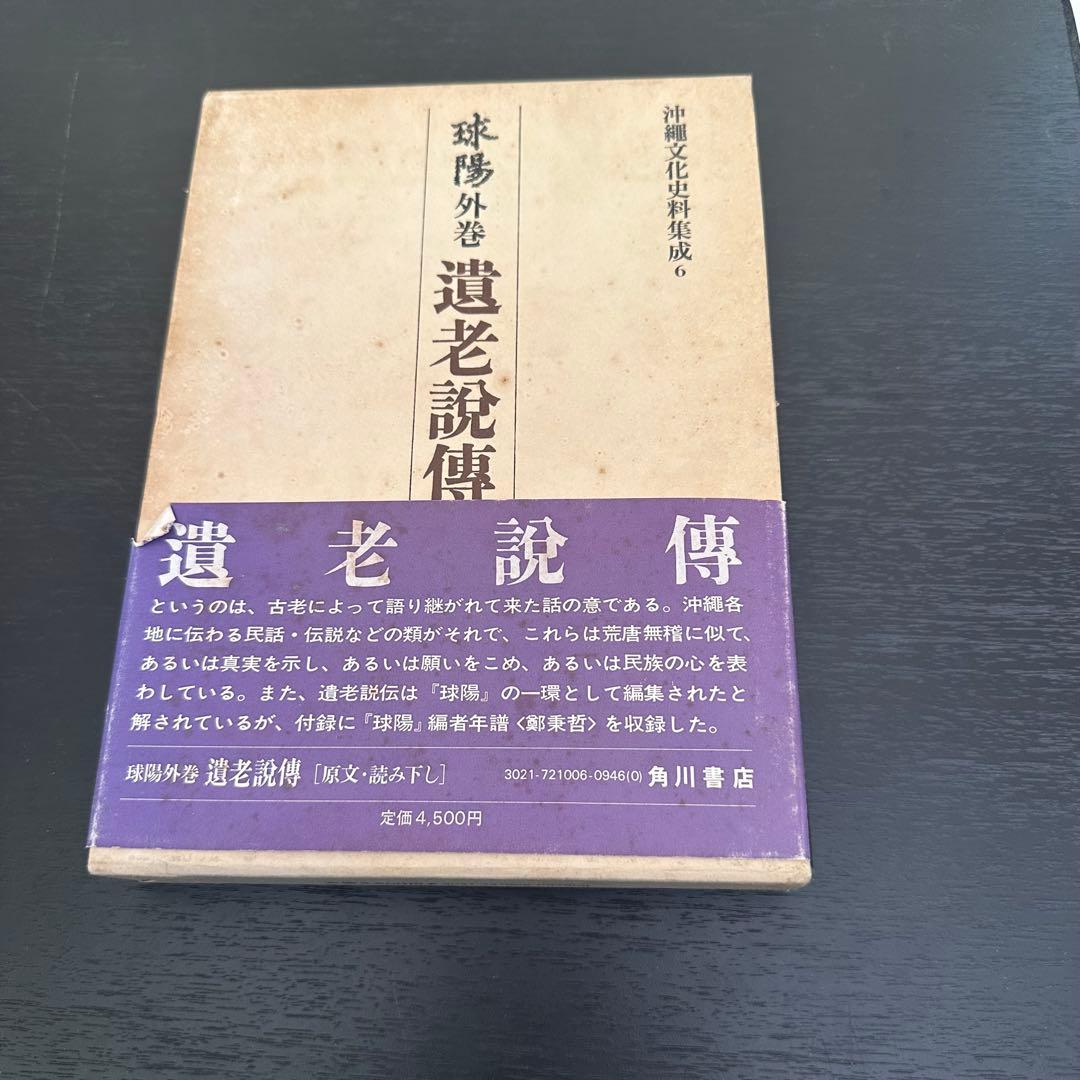 沖繩文化史料集成6
球陽外巻 遺老說傳
遺老說傳
というのは、古老によって語り継がれて来た話の意である。沖縄各
地に伝わる民話・伝説などの類がそれで、これらは荒唐無稽に似て、
あるいは真実を示し、あるいは願いをこめ、あるいは民族の心を表
わしている。また、遺老説伝は『球陽』の一環として編集されたと
解されているが、付録に『球陽』編者年譜〈鄭秉哲〉を収録した。
球陽外巻 遺老說傳 [原文・読み下し] 3021-721006-0946(0) 角川書店
定価4,500円